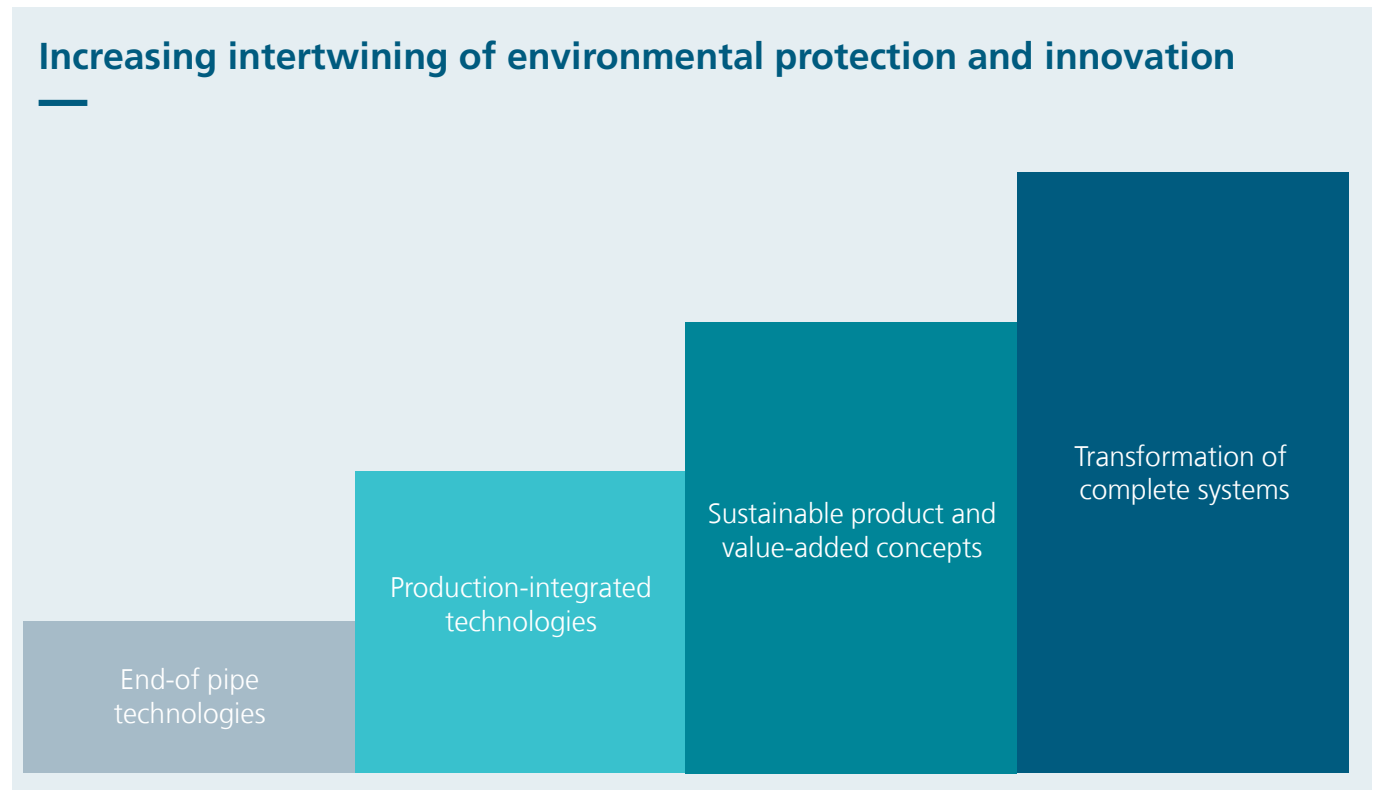 Increasing intertwining of environmental protection and innovation
End-of pipe
technologies
Production-integrated
technologies
Sustainable product and
value-added concepts
Transformation of
complete systems